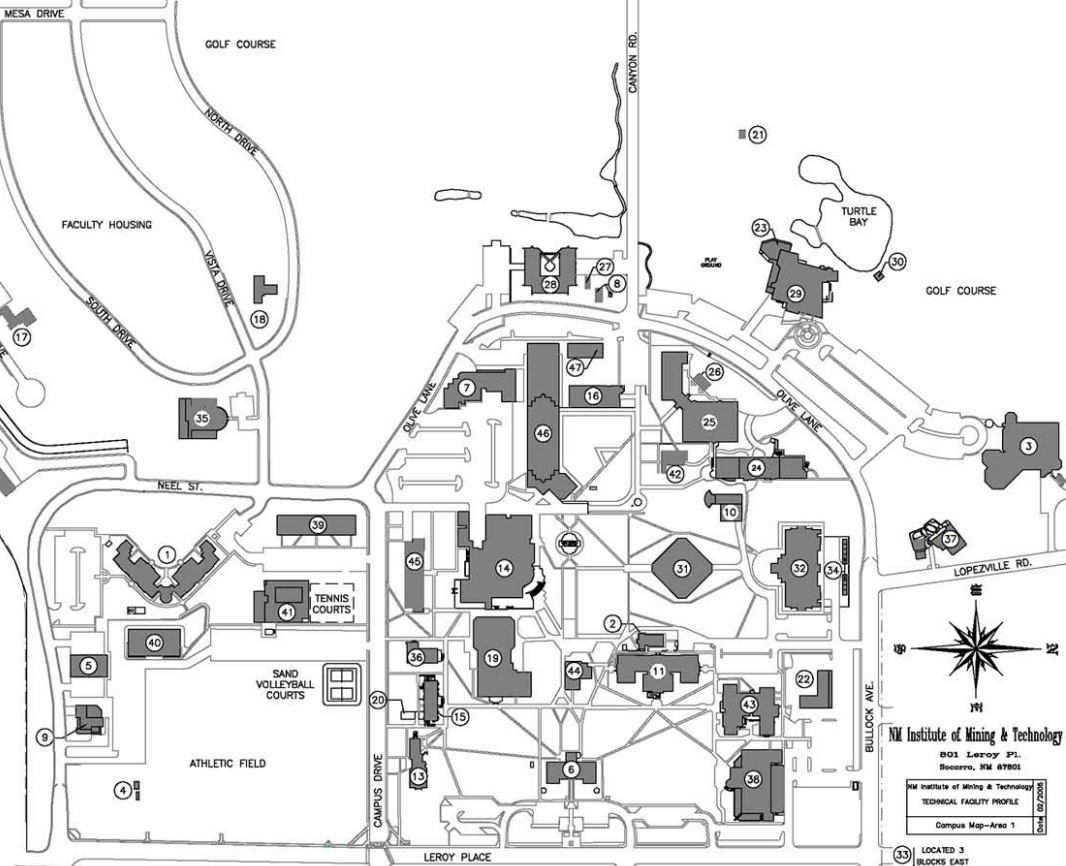 MESA DRIVE
GOLF COURSE
CANYON RD.
NORTH DRIVE
21
FACULTY HOUSING
TURTLE
BAY
23
VISTA DRIVE
PLAY
GROUND
30
27
28
8
GOLF COURSE
29
SOUTH DRIVE
18
17
47
26
7
16
OLIVE LANE
OLIVE LANE
35
25
46
3
24
42
NEEL ST.
10
39
37
1
45
14
31
32
34
LOPEZVILLE RD.
TENNIS
COURTS
41
2
40
36
19
5
44
11
SAND
VOLLEYBALL
COURTS
22
20
15
43
BULLOCK AVE.
9
NM Institute of Mining & Technology
801 Leroy Pl.
Socorro, NM 87801
ATHLETIC FIELD
13
6
38
4
CAMPUS DRIVE
NM Institute of Mining & Technology
TECHNICAL FACILITY PROFILE
Campus Map-Area 1
Date 02/2006
LEROY PLACE
33
LOCATED 3
BLOCKS EAST